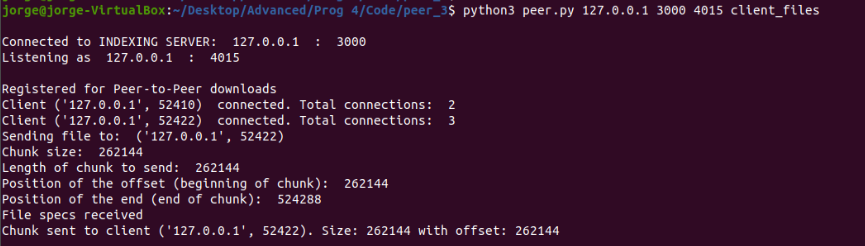 jorge@jorge-VirtualBox:~/Desktop/Advanced/Prog 4/Code/peer_3$ python3 peer.py 127.0.0.1 3000 4015 client_files
Connected to INDEXING SERVER:  127.0.0.1  :  3000
Listening as  127.0.0.1  :  4015
Registered for Peer-to-Peer downloads
Client ('127.0.0.1', 52410)  connected. Total connections:  2
Client ('127.0.0.1', 52422)  connected. Total connections:  3
Sending file to:  ('127.0.0.1', 52422)
Chunk size:  262144
Length of chunk to send:  262144
Position of the offset (beginning of chunk):  262144
Position of the end (end of chunk):  524288
File specs received
Chunk sent to client ('127.0.0.1', 52422). Size: 262144 with offset: 262144